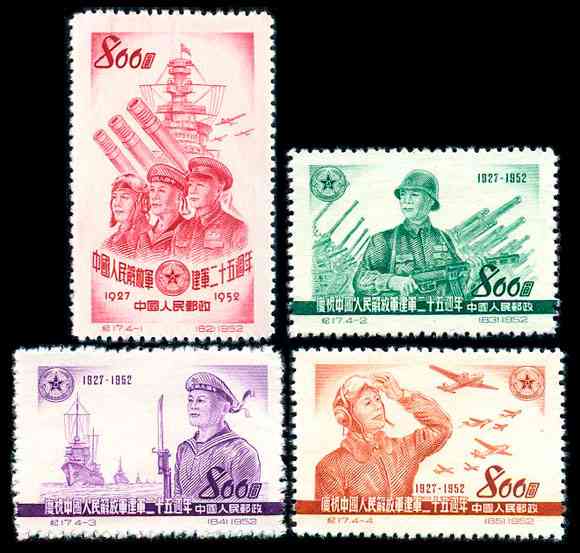 800圓
中國人民解放軍 建軍二十五週年
1927 1952
中國人民郵政
紀17.4-1 (82)1952
1927-1952
800圓
慶祝中國人民解放軍建軍二十五週年 中國人民郵政
紀17.4-2 (83)1952
1927-1952
800圓
慶祝中國人民解放軍建軍二十五週年 中國人民郵政
紀17.4-3 (84)1952
1927-1952 800圓
慶祝中國人民解放軍建軍二十五週年 中國人民郵政
紀17.4-4 (85)1952